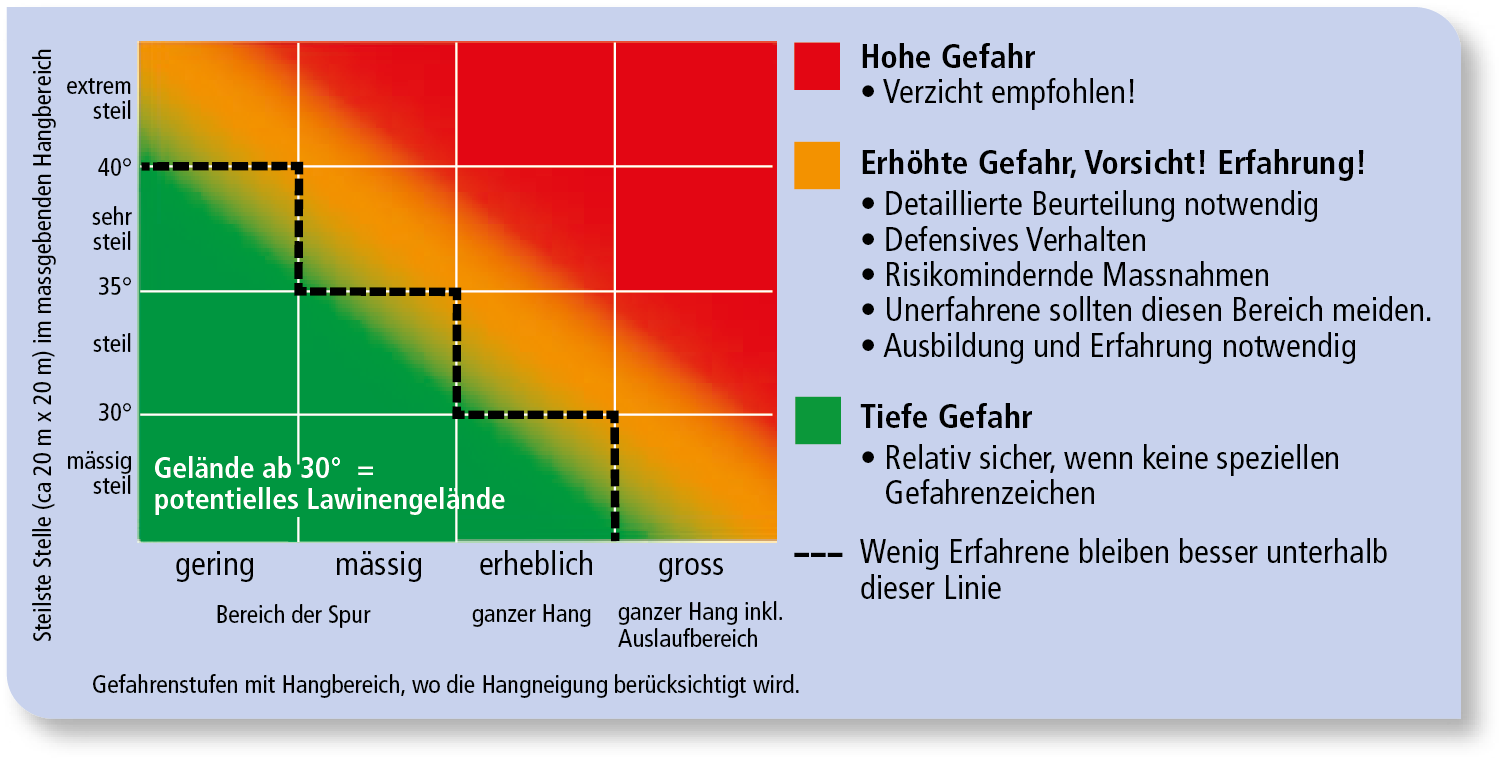 Steilste Stelle (ca 20 m x 20 m) im massgebenden Hangbereich
extrem
steil
40°
sehr
steil
35°
steil
30°
mässig
steil
Gelände ab 30° =
potentielles Lawinengelände
gering
mässig
erheblich
gross
Bereich der Spur
ganzer Hang
ganzer Hang inkl.
Auslaufbereich
Gefahrenstufen mit Hangbereich, wo die Hangneigung berücksichtigt wird.
Hohe Gefahr
• Verzicht empfohlen!
Erhöhte Gefahr, Vorsicht! Erfahrung!
• Detaillierte Beurteilung notwendig
• Defensives Verhalten
• Risikomindernde Massnahmen
• Unerfahrene sollten diesen Bereich meiden.
• Ausbildung und Erfahrung notwendig
Tiefe Gefahr
• Relativ sicher, wenn keine speziellen
Gefahrenzeichen
Wenig Erfahrene bleiben besser unterhalb
dieser Linie